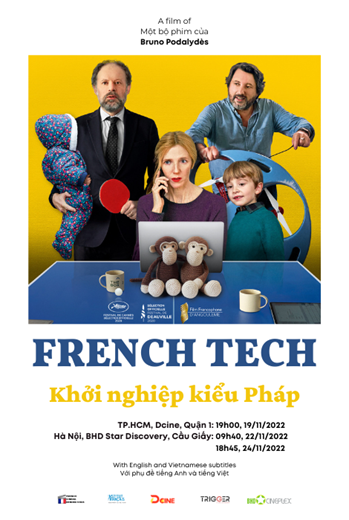 A film of
Một bộ phim của
Bruno Podalydès
FRENCH TECH
Khởi nghiệp kiểu Pháp
TP.HCM, Dcine, Quận 1: 19h00, 19/11/2022
Hà Nội, BHD Star Discovery, Cầu Giấy: 09h40, 22/11/2022
18h45, 24/11/2022
With English and Vietnamese subtitles
Với phụ đề tiếng Anh và tiếng Việt
DCINE
TRIGGER